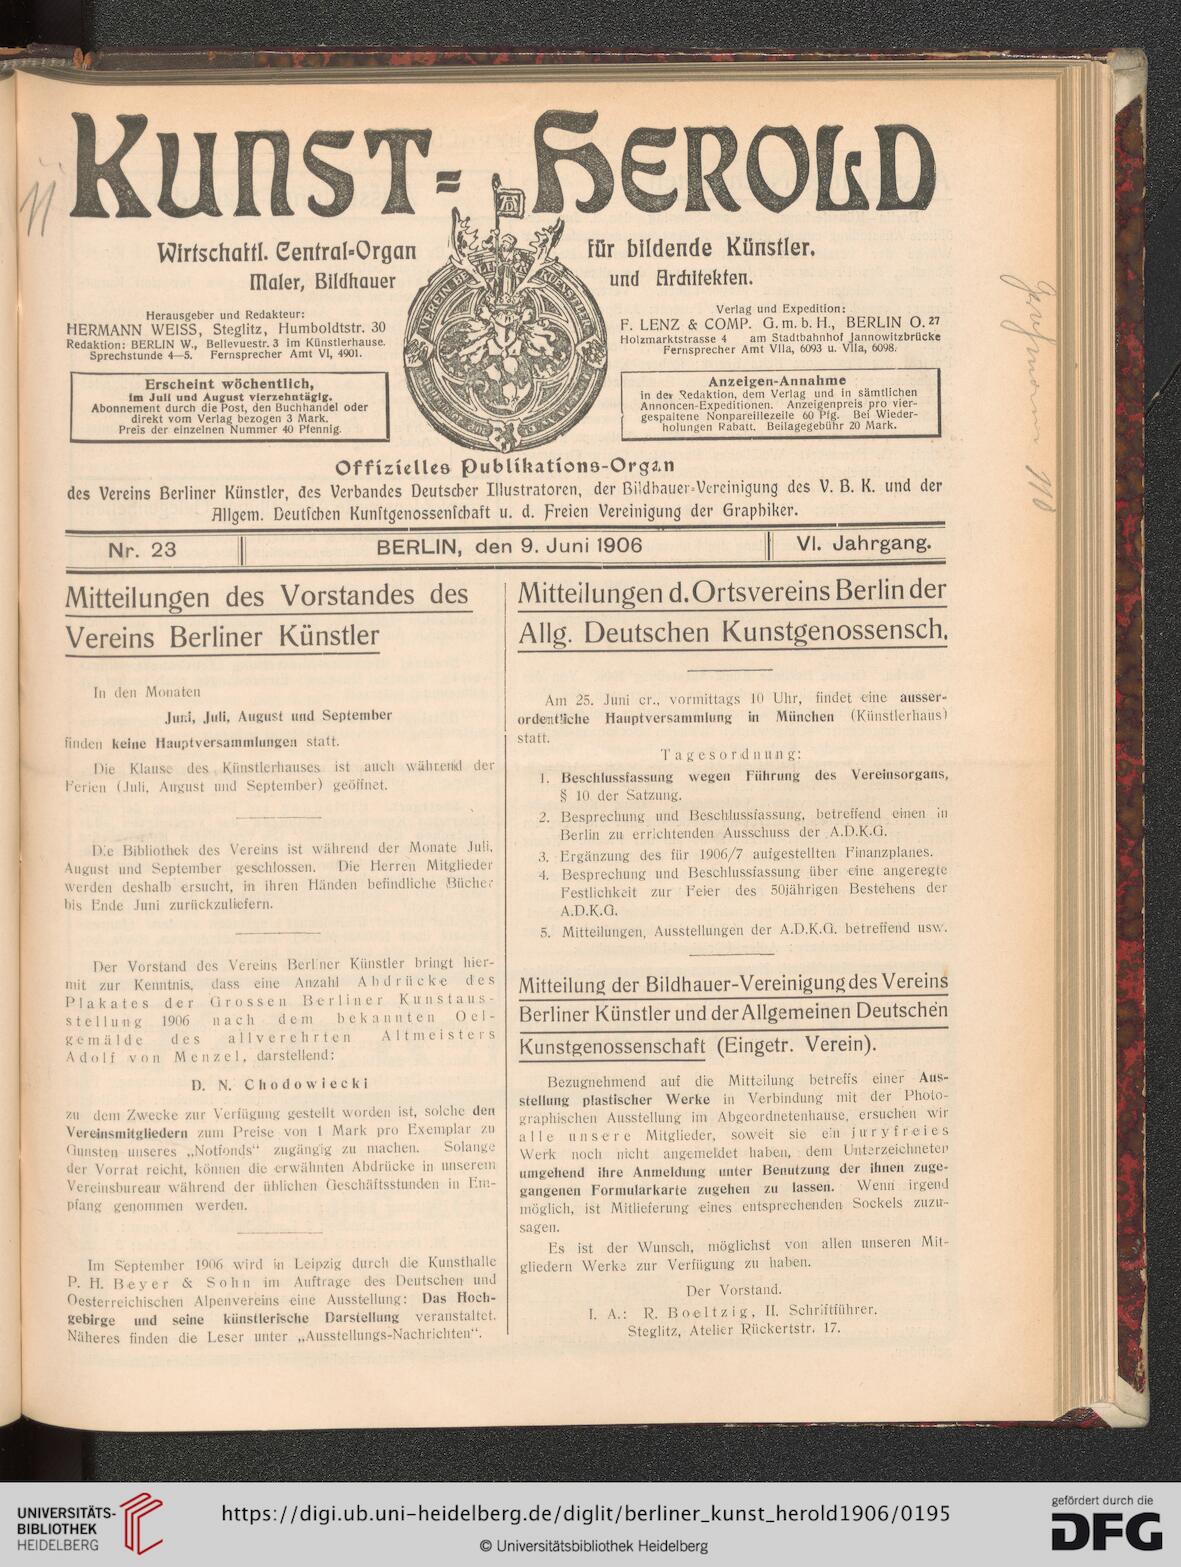 KUNST- HEROLD
Wirtschaftl. Central-Organ
für bildende Künstler,
Maler, Bildhauer
und Architekten.
VEREIN BERLINER KÜNSTLER
Herausgeber und Redakteur:
HERMANN WEISS, Steglitz, Humboldtstr. 30
Redaktion: BERLIN W., Bellevuestr. 3 im Künstlerhause.
Sprechstunde 4—5. Fernsprecher Amt VI, 4901.
Verlag und Expedition:
F. LENZ & COMP. G. m. b. H., BERLIN O. 27
Holzmarktstrasse 4 am Stadtbahnhof Jannowitzbrücke
Fernsprecher Amt VIIa, 6093 u. VIIa, 6098.
Erscheint wöchentlich,
im Juli und August vierzehntägig.
Abonnement durch die Post, den Buchhandel oder
direkt vom Verlag bezogen 3 Mark.
Preis der einzelnen Nummer 40 Pfennig.
Anzeigen-Annahme
in der Redaktion, dem Verlag und in sämtlichen
Annoncen-Expeditionen. Anzeigenpreis pro vier-
gespaltene Nonpareillezeile 60 Pfg. Bei Wieder-
holungen Rabatt. Beilagegebühr 20 Mark.
Offizielles Publikations-Organ
des Vereins Berliner Künstler, des Verbandes Deutscher Illustratoren, der Bildhauer-Vereinigung des V. B. K. und der
Allgem. Deutschen Kunstgenossenschaft u. d. Freien Vereinigung der Graphiker.
Nr. 23
BERLIN, den 9. Juni 1906
VI. Jahrgang.
Mitteilungen des Vorstandes des
Vereins Berliner Künstler
In den Monaten
Juni, Juli, August und September
finden keine Hauptversammlungen statt.
Die Klause des Künstlerhauses ist auch während der
Ferien (Juli, August und September) geöffnet.
Die Bibliothek des Vereins ist während der Monate Juli,
August und September geschlossen. Die Herren Mitglieder
werden deshalb ersucht, in ihren Händen befindliche Bücher
bis Ende Juni zurückzuliefern.
Der Vorstand des Vereins Berliner Künstler bringt hier-
mit zur Kenntnis, dass eine Anzahl Abdrücke des
Plakates der Grossen Berliner Kunstaus-
stellung 1906 nach dem bekannten Oel-
gemälde des allverehrten Altmeisters
Adolf von Menzel, darstellend:
D. N. Chodowiecki
zu dem Zwecke zur Verfügung gestellt worden ist, solche den
Vereinsmitgliedern zum Preise von 1 Mark pro Exemplar zu
Gunsten unseres „Notfonds“ zugängig zu machen. Solange
der Vorrat reicht, können die erwähnten Abdrücke in unserem
Vereinsbureau während der üblichen Geschäftsstunden in Em-
pfang genommen werden.
Im September 1906 wird in Leipzig durch die Kunsthalle
P. H. Beyer & Sohn im Auftrage des Deutschen und
Oesterreichischen Alpenvereins eine Ausstellung: Das Hoch-
gebirge und seine künstlerische Darstellung veranstaltet.
Näheres finden die Leser unter „Ausstellungs-Nachrichten“.
Mitteilungen d. Ortsvereins Berlin der
Allg. Deutschen Kunstgenossensch.
Am 25. Juni cr., vormittags 10 Uhr, findet eine ausser-
ordentliche Hauptversammlung in München (Künstlerhaus)
statt.
Tagesordnung:
1. Beschlussfassung wegen Führung des Vereinsorgans,
§ 10 der Satzung.
2. Besprechung und Beschlussfassung, betreffend einen in
Berlin zu errichtenden Ausschuss der A.D.K.G.
3. Ergänzung des für 1906/7 aufgestellten Finanzplanes.
4. Besprechung und Beschlussfassung über eine angeregte
Festlichkeit zur Feier des 50jährigen Bestehens der
A.D.K.G.
5. Mitteilungen, Ausstellungen der A.D.K.G. betreffend usw.
Mitteilung der Bildhauer-Vereinigung des Vereins
Berliner Künstler und der Allgemeinen Deutschen
Kunstgenossenschaft (Eingetr. Verein).
Bezugnehmend auf die Mitteilung betreffs einer Aus-
stellung plastischer Werke in Verbindung mit der Photo-
graphischen Ausstellung im Abgeordnetenhause, ersuchen wir
alle unsere Mitglieder, soweit sie ein juryfreies
Werk noch nicht angemeldet haben, dem Unterzeichneten
umgehend ihre Anmeldung unter Benutzung der ihnen zuge-
gangenen Formularkarte zugehen zu lassen. Wenn irgend
möglich, ist Mitlieferung eines entsprechenden Sockels zuzu-
sagen.
Es ist der Wunsch, möglichst von allen unseren Mit-
gliedern Werke zur Verfügung zu haben.
Der Vorstand.
I. A.: R. Boeltzig, II. Schriftführer.
Steglitz, Atelier Rückertstr. 17.
UNIVERSITÄTS-
BIBLIOTHEK
HEIDELBERG
https://digi.ub.uni-heidelberg.de/diglit/berliner_kunst_herold1906/0195
© Universitätsbibliothek Heidelberg
gefördert durch die
DFG